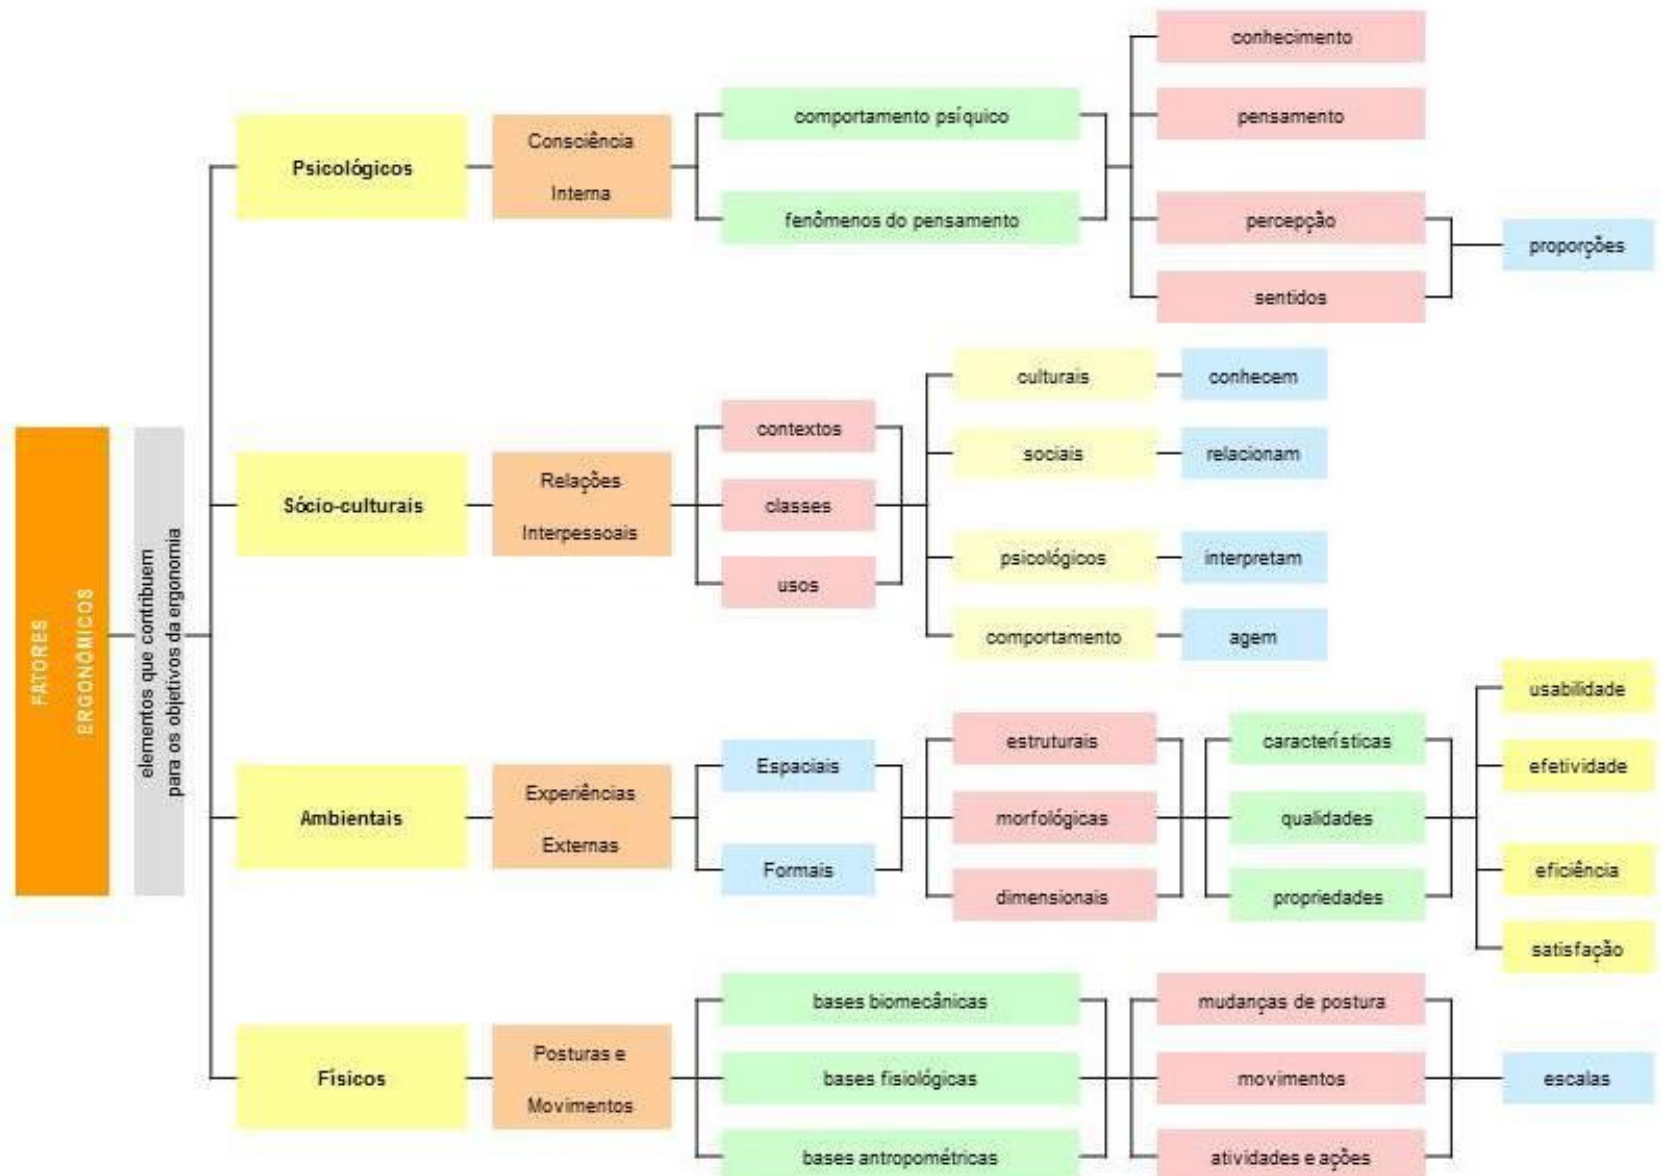 FATORES
ERGONÔMICOS
elementos que contribuem
para os objetivos da ergonomia
Psicológicos
Consciência
Interna
comportamento psíquico
fenômenos do pensamento
conhecimento
pensamento
percepção
sentidos
proporções
Sócio-culturais
Relações
Interpessoais
contextos
classes
usos
culturais
conhecem
sociais
relacionam
psicológicos
interpretam
comportamento
agem
Ambientais
Experiências
Externas
Espaciais
Formais
estruturais
morfológicas
dimensionais
características
qualidades
propriedades
usabilidade
efetividade
eficiência
satisfação
Físicos
Posturas e
Movimentos
bases biomecânicas
bases fisiológicas
bases antropométricas
mudanças de postura
movimentos
atividades e ações
escalas